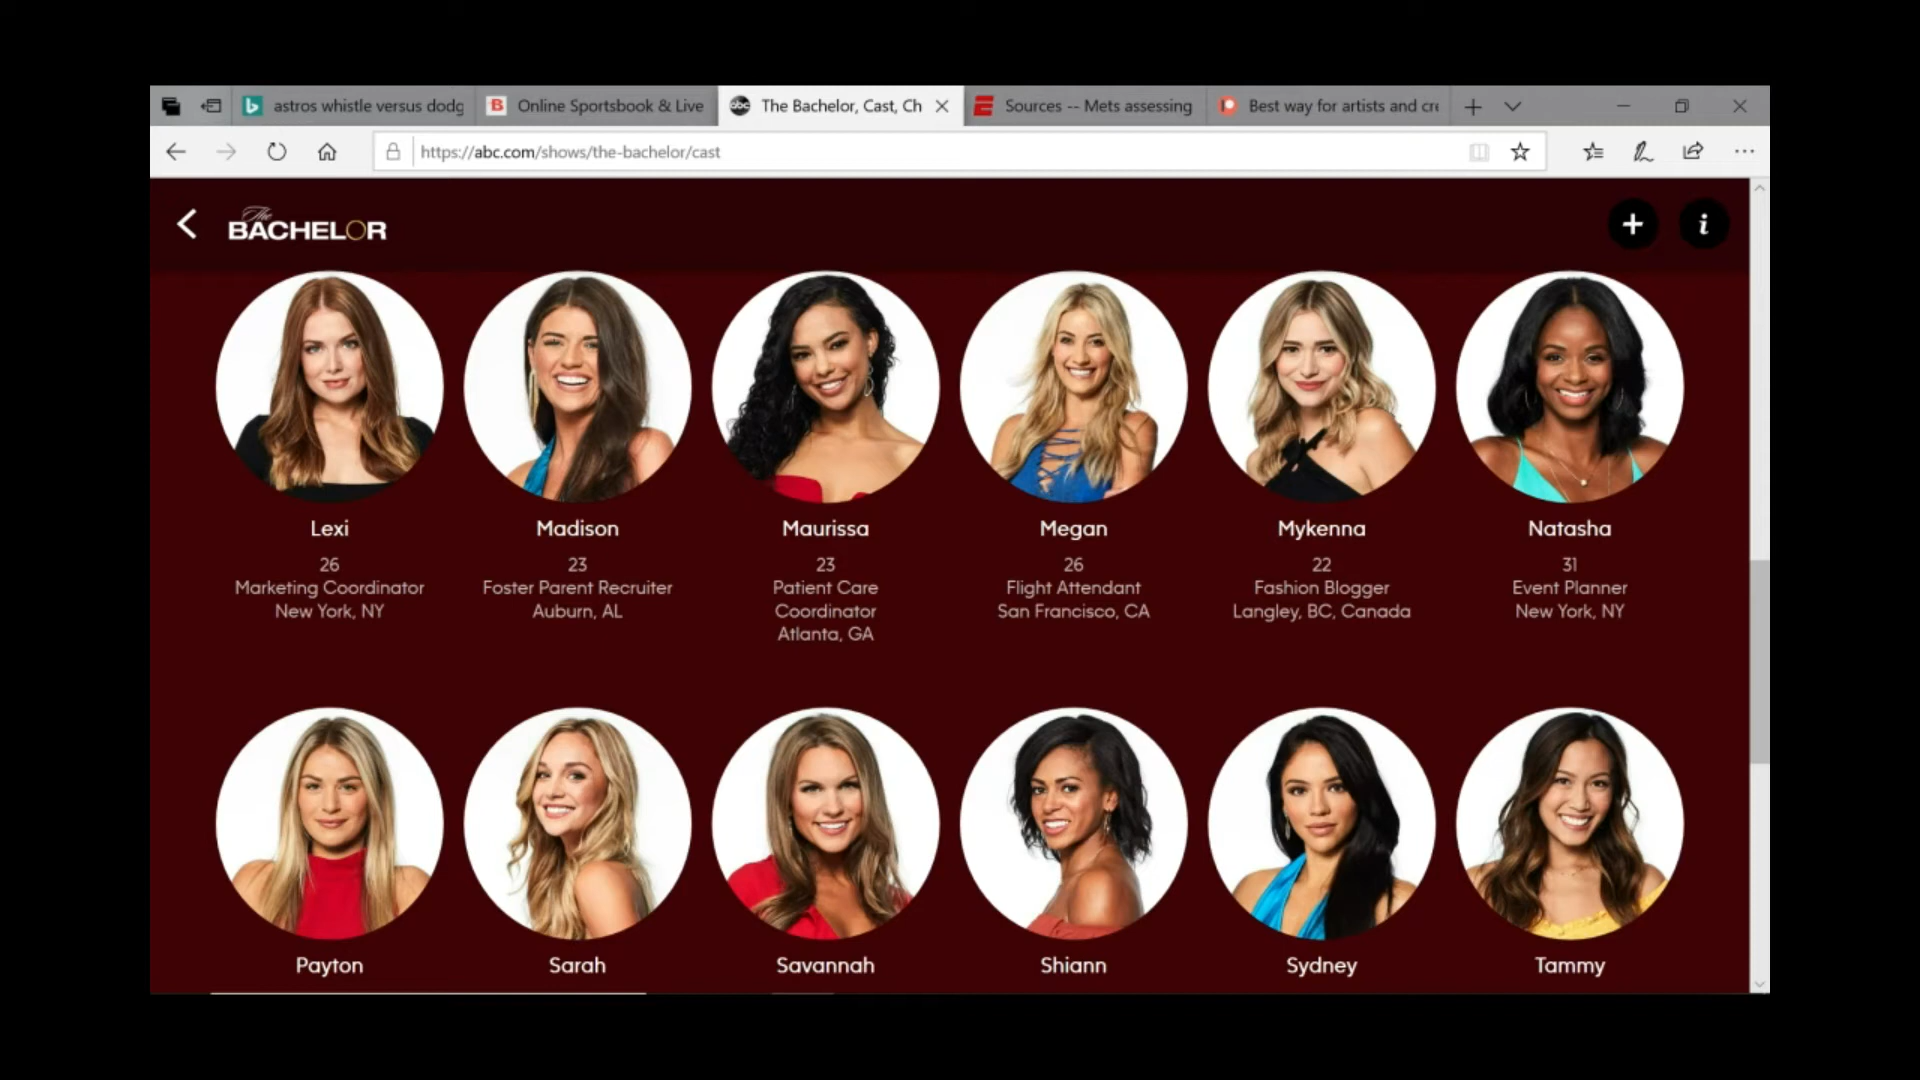 astros whistle versus dodg
Online Sportsbook & Live
The Bachelor, Cast, Ch
Sources -- Mets assessing
Best way for artists and cre
https://abc.com/shows/the-bachelor/cast
The
BACHELOR
Lexi
26
Marketing Coordinator
New York, NY
Madison
23
Foster Parent Recruiter
Auburn, AL
Maurissa
23
Patient Care
Coordinator
Atlanta, GA
Megan
26
Flight Attendant
San Francisco, CA
Mykenna
22
Fashion Blogger
Langley, BC, Canada
Natasha
31
Event Planner
New York, NY
Payton
Sarah
Savannah
Shiann
Sydney
Tammy